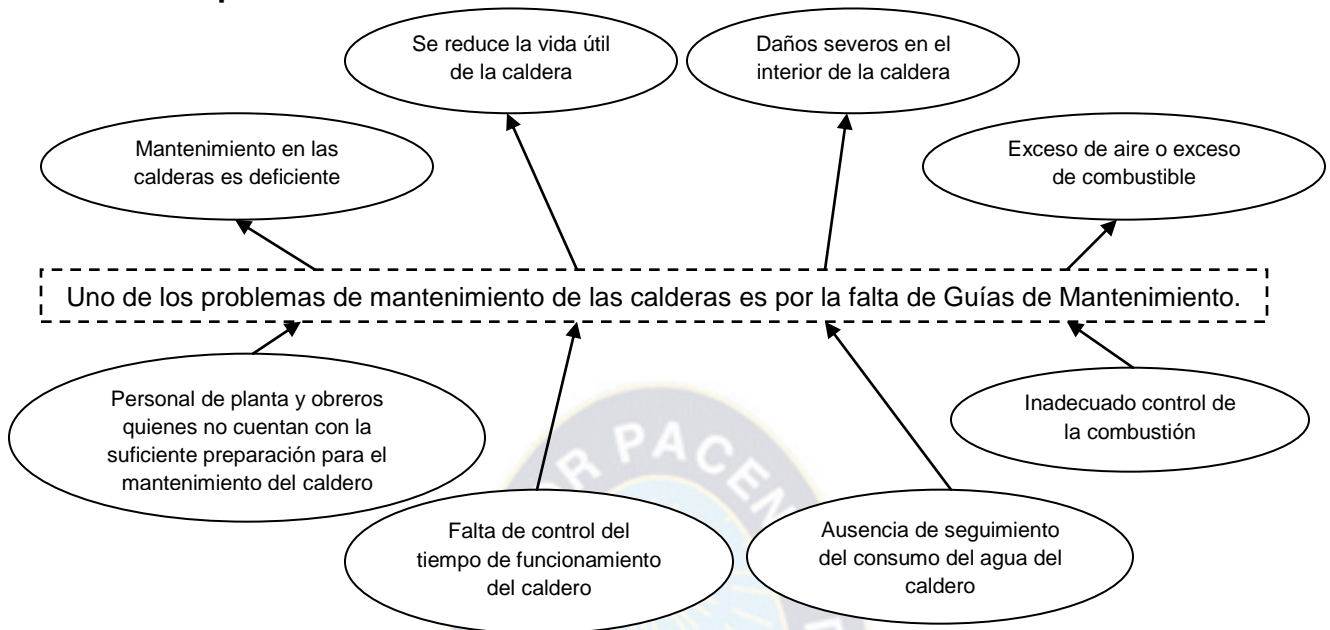 Se reduce la vida útil
de la caldera
Daños severos en el
interior de la caldera
Mantenimiento en las
calderas es deficiente
Exceso de aire o exceso
de combustible
Uno de los problemas de mantenimiento de las calderas es por la falta de Guías de Mantenimiento.
Personal de planta y obreros
quienes no cuentan con la
suficiente preparación para el
mantenimiento del caldero
Inadecuado control de
la combustión
Falta de control del
tiempo de funcionamiento
del caldero
Ausencia de seguimiento
del consumo del agua del
caldero